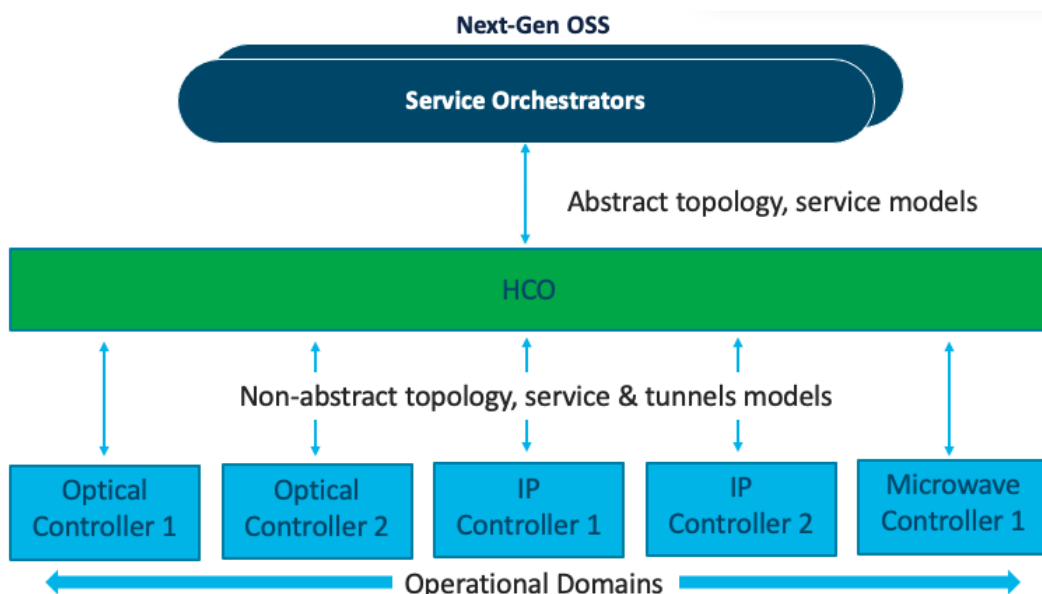 Next-Gen OSS
Service Orchestrators
Abstract topology, service models
HCO
Non-abstract topology, service & tunnels models
Optical
Controller 1
Optical
Controller 2
IP
Controller 1
IP
Controller 2
Microwave
Controller 1
Operational Domains